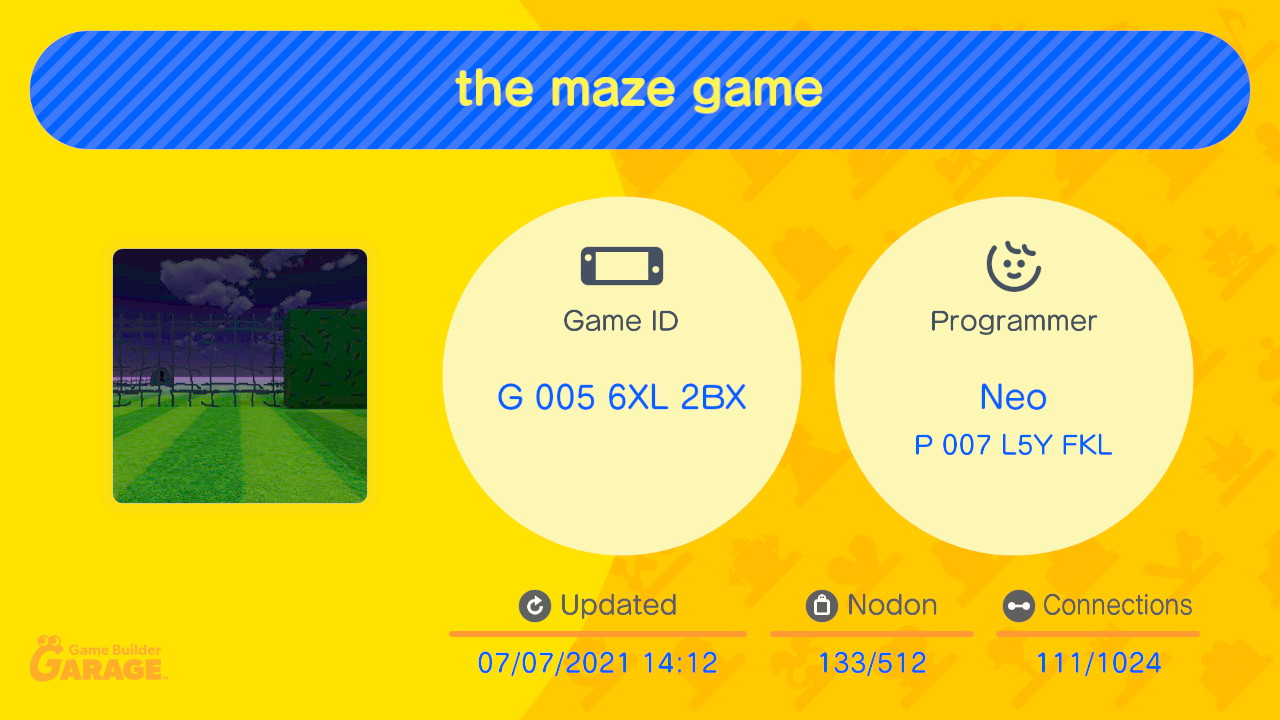 the maze game
Game ID
G 005 6XL 2BX
Programmer
Neo
P 007 L5Y FKL
Updated
07/07/2021 14:12
Nodon
133/512
Connections
111/1024
Game Builder
GARAGE